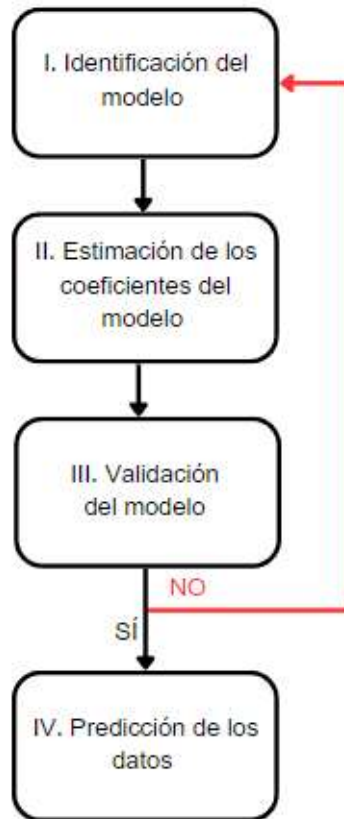 I. Identificación del
modelo
II. Estimación de los
coeficientes del
modelo
III. Validación
del modelo
NO
SÍ
IV. Predicción de los
datos